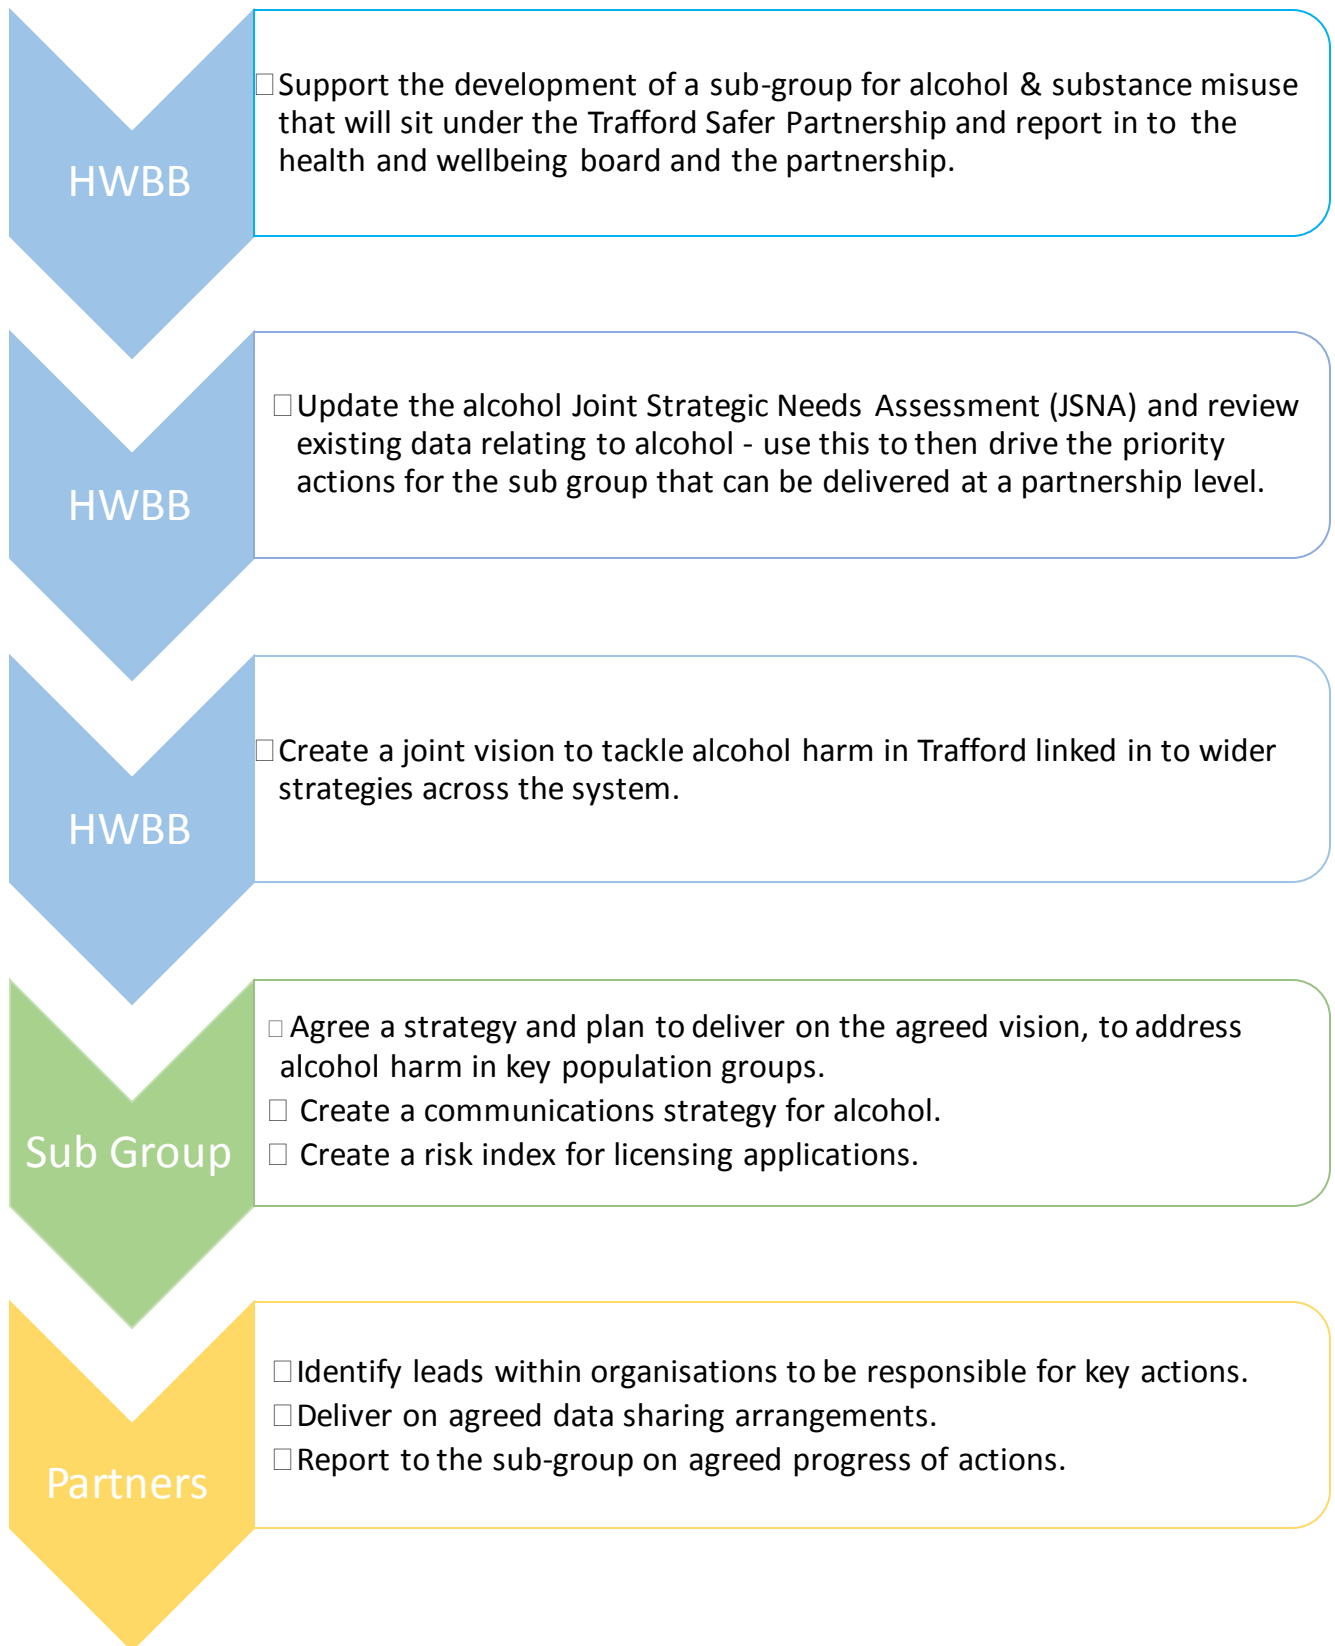 HWBB
□Support the development of a sub-group for alcohol & substance misuse
that will sit under the Trafford Safer Partnership and report in to the
health and wellbeing board and the partnership.
HWBB
□Update the alcohol Joint Strategic Needs Assessment (JSNA) and review
existing data relating to alcohol - use this to then drive the priority
actions for the sub group that can be delivered at a partnership level.
HWBB
□Create a joint vision to tackle alcohol harm in Trafford linked in to wider
strategies across the system.
Sub Group
□ Agree a strategy and plan to deliver on the agreed vision, to address
alcohol harm in key population groups.
□ Create a communications strategy for alcohol.
□ Create a risk index for licensing applications.
Partners
□Identify leads within organisations to be responsible for key actions.
□Deliver on agreed data sharing arrangements.
□Report to the sub-group on agreed progress of actions.